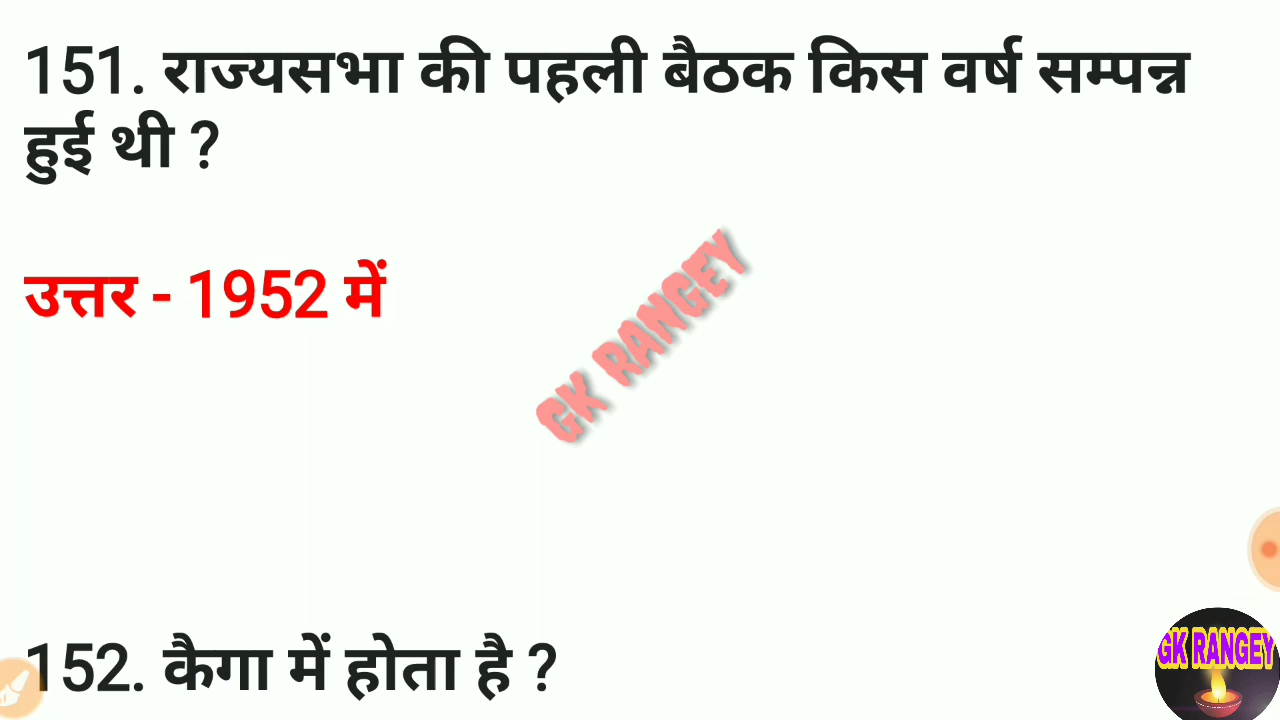 151. राज्यसभा की पहली बैठक किस वर्ष सम्पन्न
हुई थी ?
उत्तर - 1952 में
GK RANGEY
152. कैगा में होता है ?
GK RANGEY